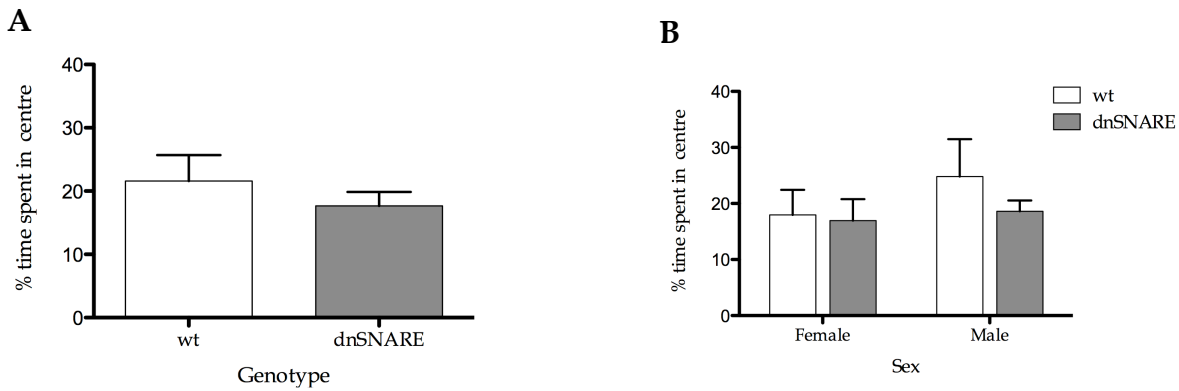 A
% time spent in centre
40
30
20
10
0
wt
dnSNARE
Genotype
B
% time spent in centre
40
30
20
10
0
Female
Male
Sex
wt
dnSNARE